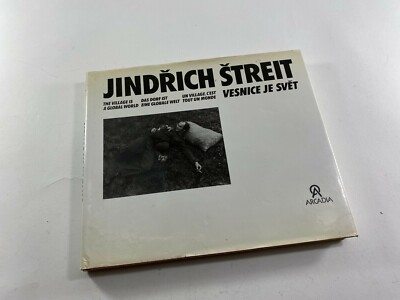 JINDŘICH ŠTREIT
THE VILLAGE IS
A GLOBAL WORLD
DAS DORF IST
EINE GLOBALE WELT
UN VILLAGE, C'EST
TOUT UN MONDE
VESNICE JE SVĚT
ARCADIA